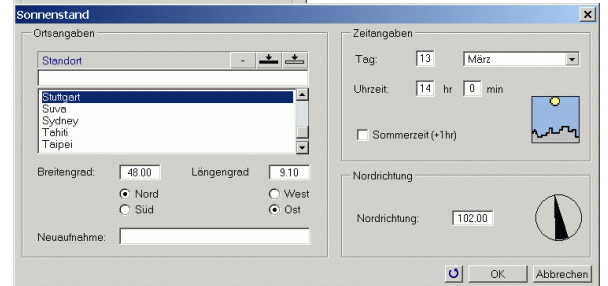 Sonnenstand
Ortsangaben
Standort
Stuttgart
Suva
Sydney
Tahiti
Taipei
Breitengrad: 48.00 Längengrad 9.10
Nord West
Süd Ost
Neuaufnahme:
Zeitangaben
Tag: 13 März
Uhrzeit: 14 hr 0 min
Sommerzeit (+1hr)
Nordrichtung
Nordrichtung: 102.00
OK Abbrechen